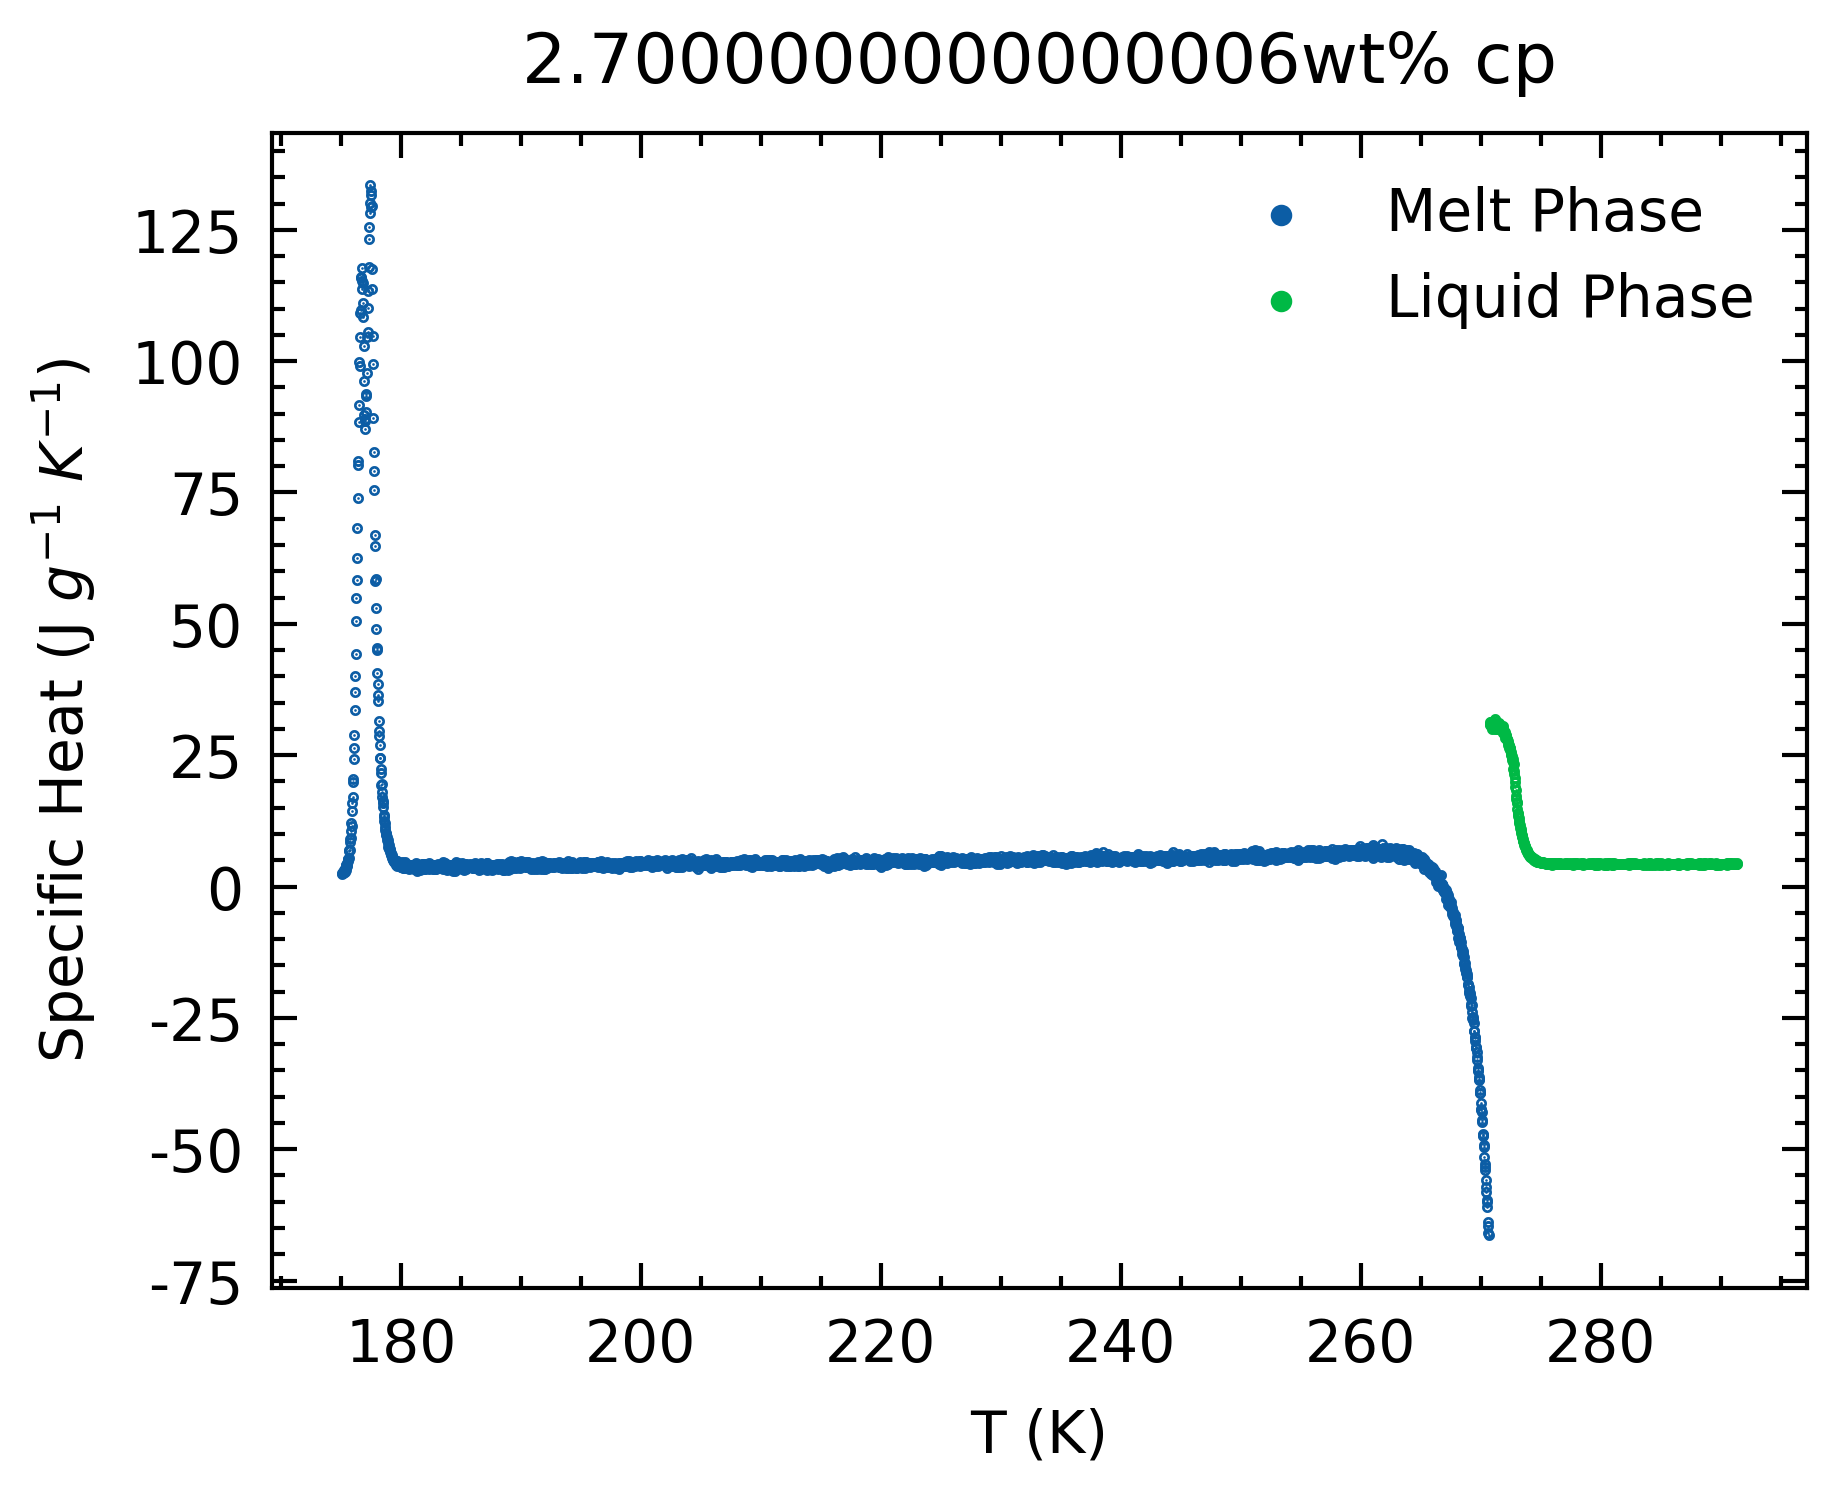 2.7000000000000006wt% cp
Melt Phase
Liquid Phase
125
100
75
50
25
0
-25
-50
-75
Specific Heat (J g⁻¹ K⁻¹)
180 200 220 240 260 280
T (K)